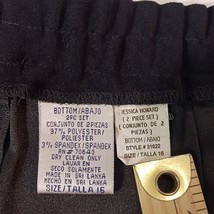 BOTTOM/ABAJO
2PC SET
(CONJUNTO DE 2PIEZAS)
97% POLYESTER/
POLIESTER
3% SPANDEX/SPANDEX
RN# 70643
DRY CLEAN ONLY
LAVAR EN SECO
SOLAMENTE
MADE IN SRI LANKA
HECHO EN SRI LANKA
SIZE/TALLA 16
JESSICA HOWARD
( 2 PIECE SET )
( CONJUNTO DE 2
PIEZAS )
BOTTOM / ABAJO
STYLE # 31922
SIZE/TALLA 16